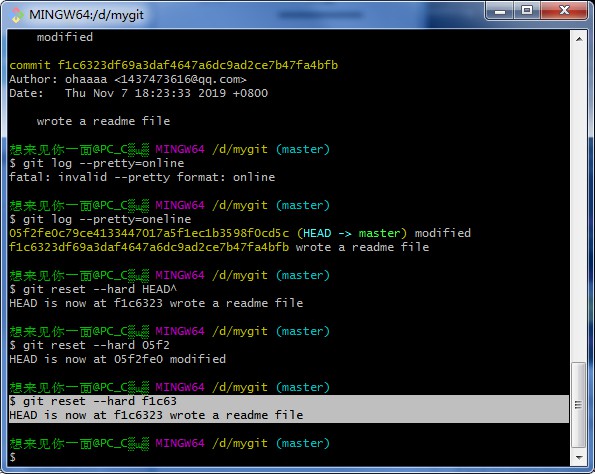 MINGW64:/d/mygit
modified
commit f1c6323df69a3daf4647a6dc9ad2ce7b47fa4bfb
Author: ohaaaa <1437473616@qq.com>
Date: Thu Nov 7 18:23:33 2019 +0800
wrote a readme file
想来见你一面@PC_C▒ц▒ MINGW64 /d/mygit (master)
$ git log --pretty=online
fatal: invalid --pretty format: online
想来见你一面@PC_C▒ц▒ MINGW64 /d/mygit (master)
$ git log --pretty=oneline
05f2fe0c79ce4133447017a5f1ec1b3598f0cd5c (HEAD -> master) modified
f1c6323df69a3daf4647a6dc9ad2ce7b47fa4bfb wrote a readme file
想来见你一面@PC_C▒ц▒ MINGW64 /d/mygit (master)
$ git reset --hard HEAD^
HEAD is now at f1c6323 wrote a readme file
想来见你一面@PC_C▒ц▒ MINGW64 /d/mygit (master)
$ git reset --hard 05f2
HEAD is now at 05f2fe0 modified
想来见你一面@PC_C▒ц▒ MINGW64 /d/mygit (master)
$ git reset --hard f1c63
HEAD is now at f1c6323 wrote a readme file
想来见你一面@PC_C▒ц▒ MINGW64 /d/mygit (master)
$